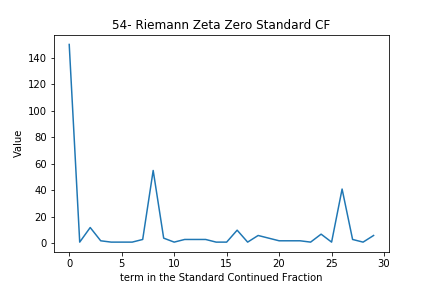 54- Riemann Zeta Zero Standard CF
Value
140
120
100
80
60
40
20
0
0 5 10 15 20 25 30
term in the Standard Continued Fraction